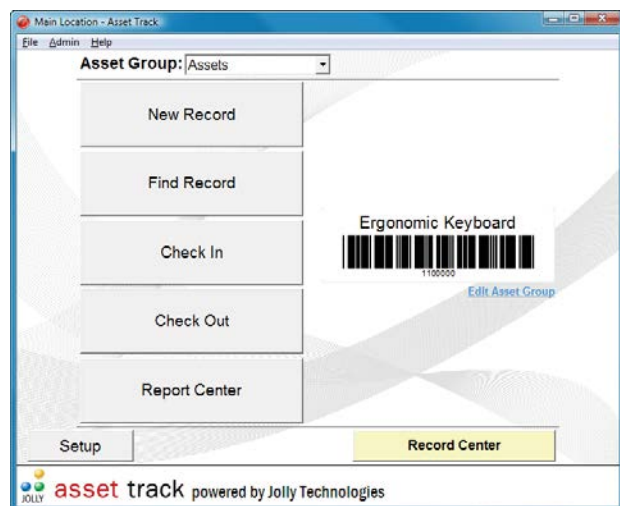 Main Location - Asset Track
File Admin Help
Asset Group: Assets
New Record
Find Record
Check In
Check Out
Report Center
Ergonomic Keyboard
1100000
Edit Asset Group
Setup
Record Center
JOLLY asset track powered by Jolly Technologies